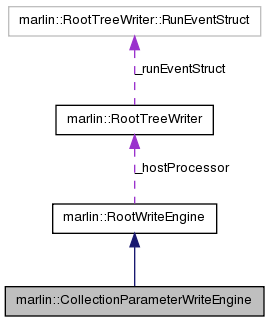 marlin::RootTreeWriter::RunEventStruct
_runEventStruct
marlin::RootTreeWriter
_hostProcessor
marlin::RootWriteEngine
marlin::CollectionParameterWriteEngine